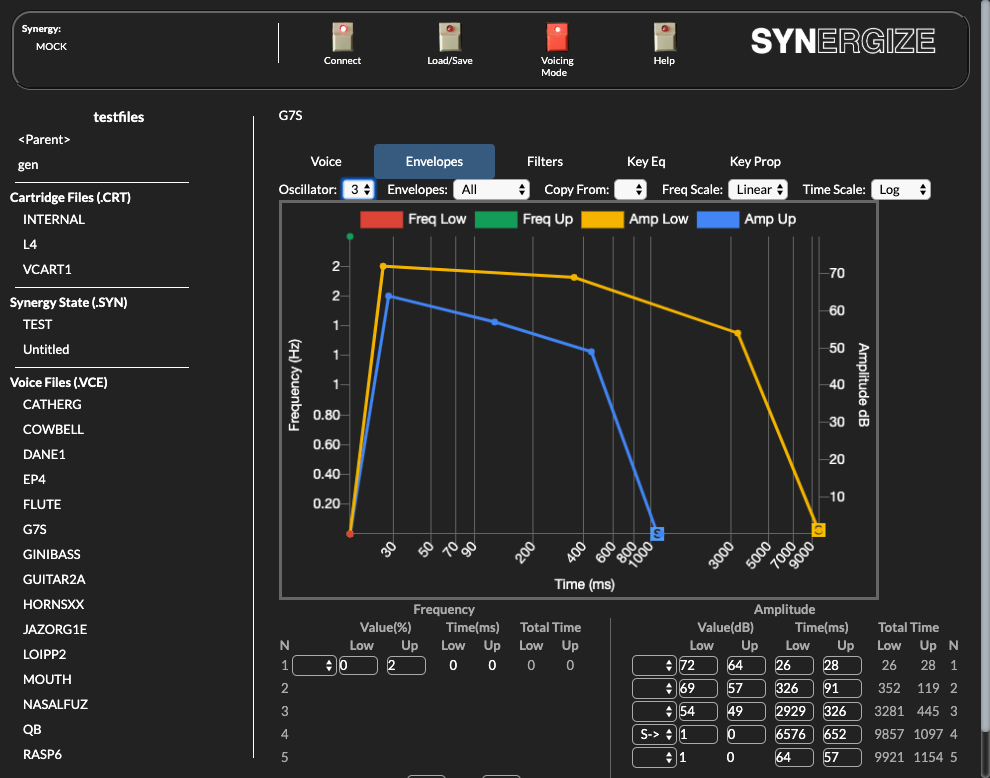 Synergy:
MOCK
Connect
Load/Save
Voicing
Mode
Help
SYNERGIZE
testfiles
<Parent>
gen
Cartridge Files (.CRT)
INTERNAL
L4
VCART1
Synergy State (.SYN)
TEST
Untitled
Voice Files (.VCE)
CATHERG
COWBELL
DANE1
EP4
FLUTE
G7S
GINIBASS
GUITAR2A
HORNSXX
JAZORG1E
LOIPP2
MOUTH
NASALFUZ
QB
RASP6
G7S
Voice Envelopes Filters Key Eq Key Prop
Oscillator: 3 Envelopes: All Copy From: Freq Scale: Linear Time Scale: Log
Freq Low Freq Up Amp Low Amp Up
2
2
1
1
1
0.80
0.60
0.40
0.20
Frequency (Hz)
70
60
50
40
30
20
10
Amplitude dB
S
30 50 70 90 200 400 600 800 1000 3000 5000 7000 9000
Time (ms)
Frequency Amplitude
Value(%) Time(ms) Total Time Value(dB) Time(ms) Total Time
N Low Up Low Up Low Up Low Up Low Up Low Up N
1 0 2 0 0 0 0 72 64 26 28 26 28 1
2 69 57 326 91 352 119 2
3 54 49 2929 326 3281 445 3
4 S-> 1 0 6576 652 9857 1097 4
5 1 0 64 57 9921 1154 5